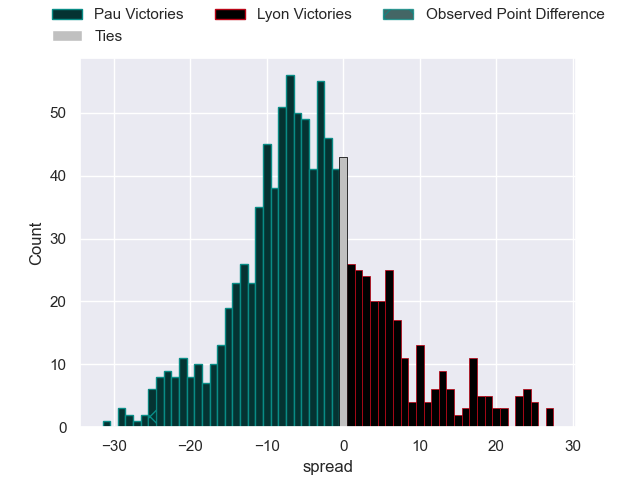 Pau Victories Lyon Victories Observed Point Difference
Ties
50
40
30
20
10
0
Count
−30 −20 −10 0 10 20 30
spread